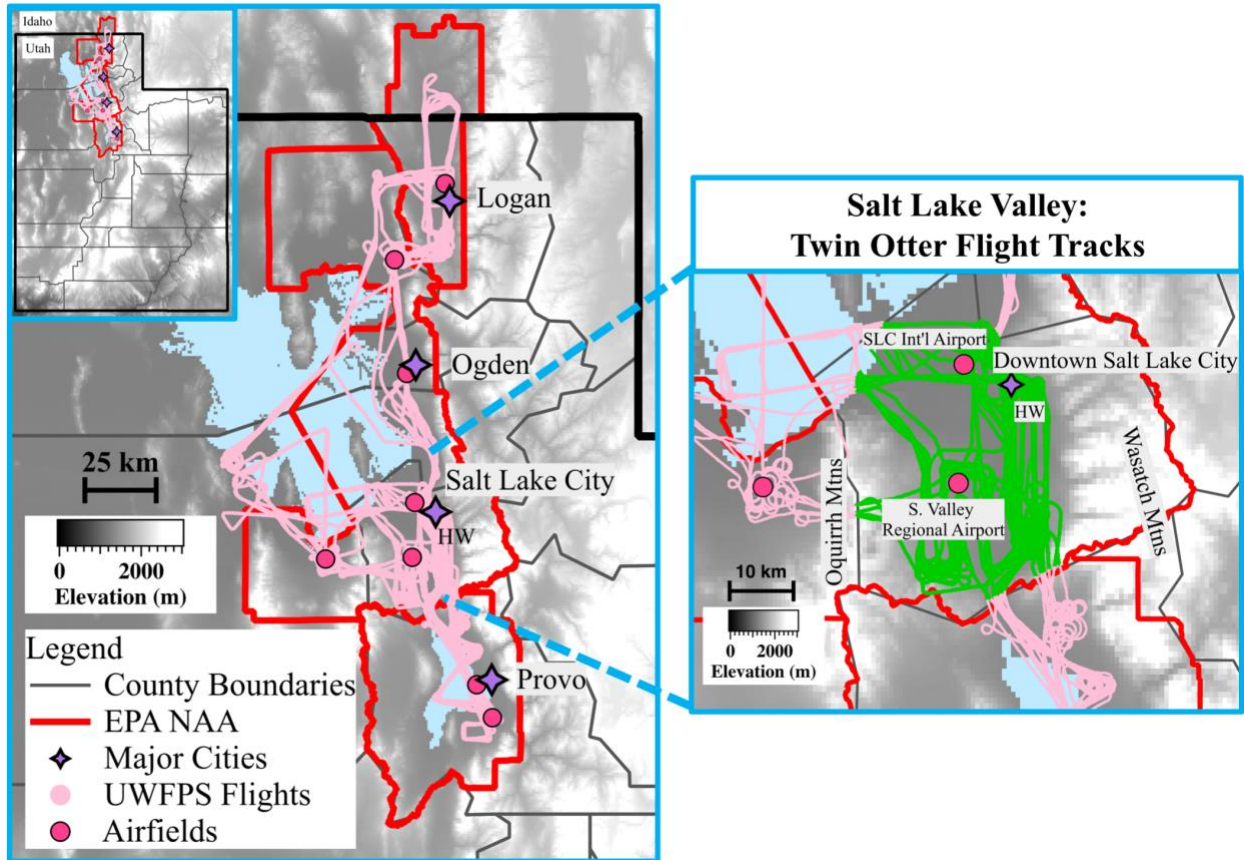 Idaho
Utah
Logan
Ogden
25 km
Salt Lake City
HW
0 2000
Elevation (m)
Provo
Legend
County Boundaries
EPA NAA
Major Cities
UWFPS Flights
Airfields
Salt Lake Valley:
Twin Otter Flight Tracks
SLC Int'l Airport
Downtown Salt Lake City
HW
Oquirrh Mtns
Wasatch Mtns
S. Valley
Regional Airport
10 km
0 2000
Elevation (m)